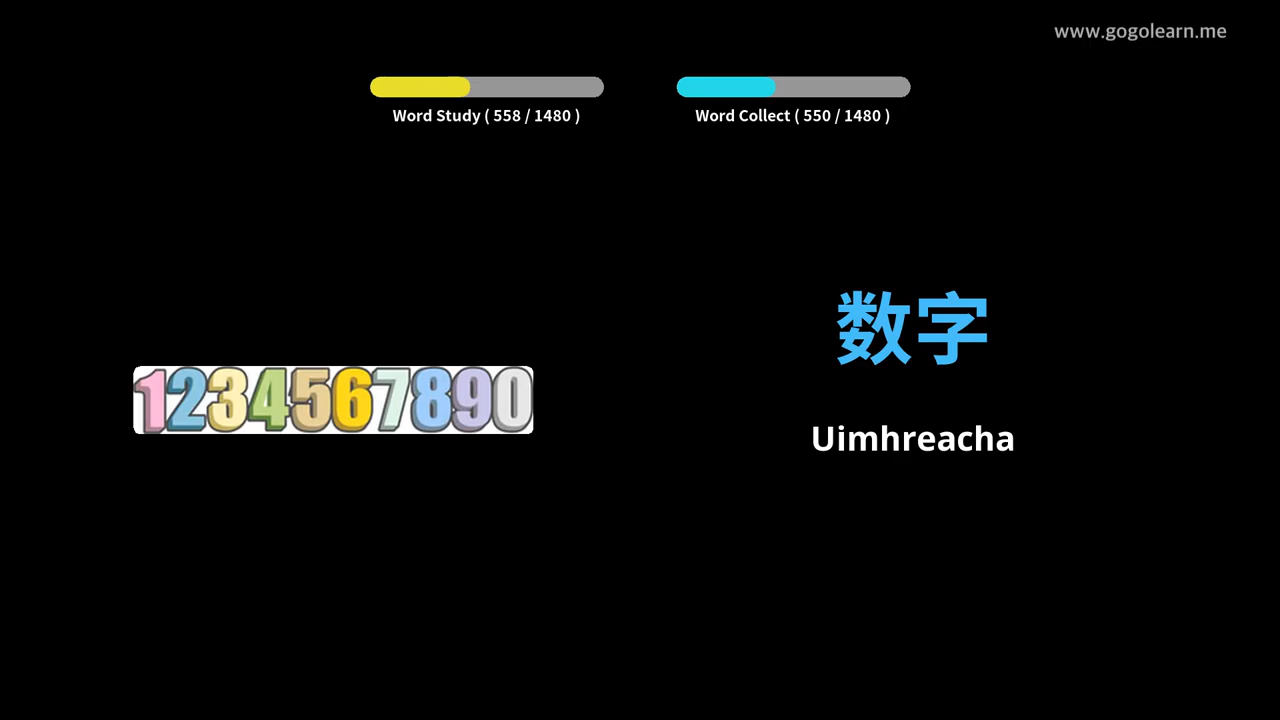 www.gogolearn.me
Word Study ( 558 / 1480 )
Word Collect ( 550 / 1480 )
1234567890
数字
Uimhreacha